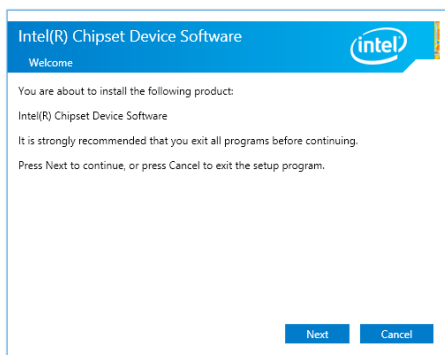 Intel(R) Chipset Device Software
intel
Welcome
You are about to install the following product:
Intel(R) Chipset Device Software
It is strongly recommended that you exit all programs before continuing.
Press Next to continue, or press Cancel to exit the setup program.
Next
Cancel